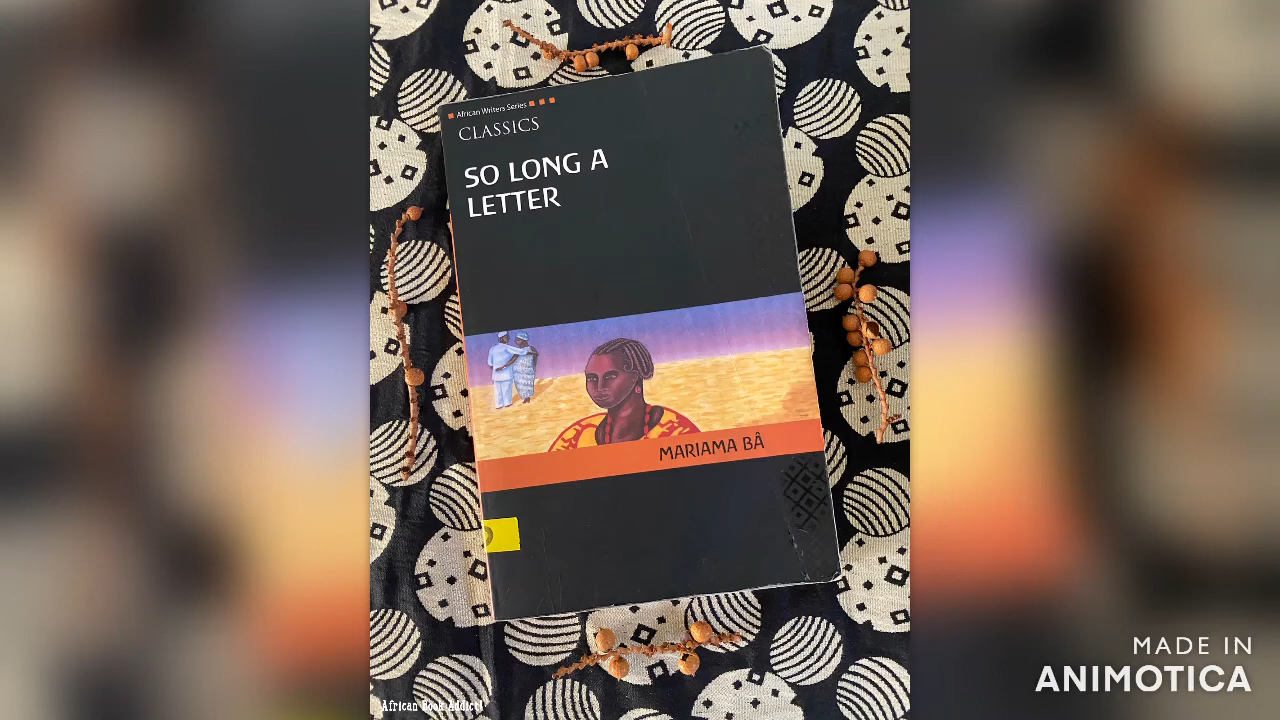 African Writers Series
CLASSICS
SO LONG A
LETTER
MARIAMA BÂ
African Book Addict!
MADE IN
ANIMOTICA